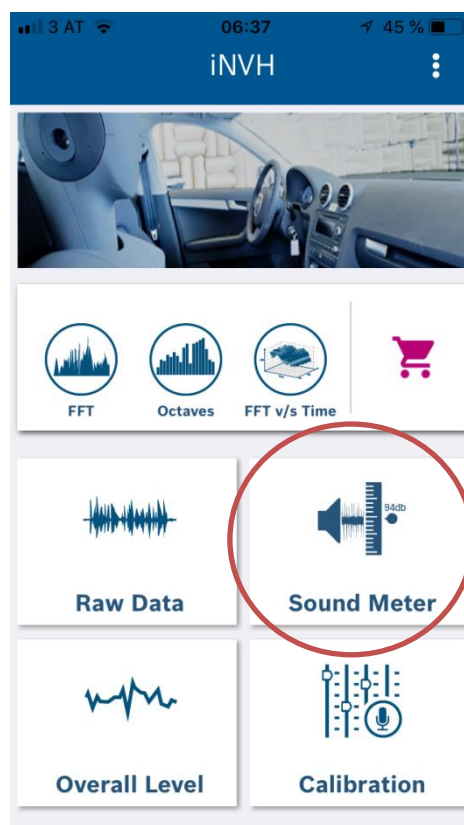 3 AT 06:37 45 %
iNVH
FFT Octaves FFT v/s Time
94db
Raw Data Sound Meter
Overall Level Calibration